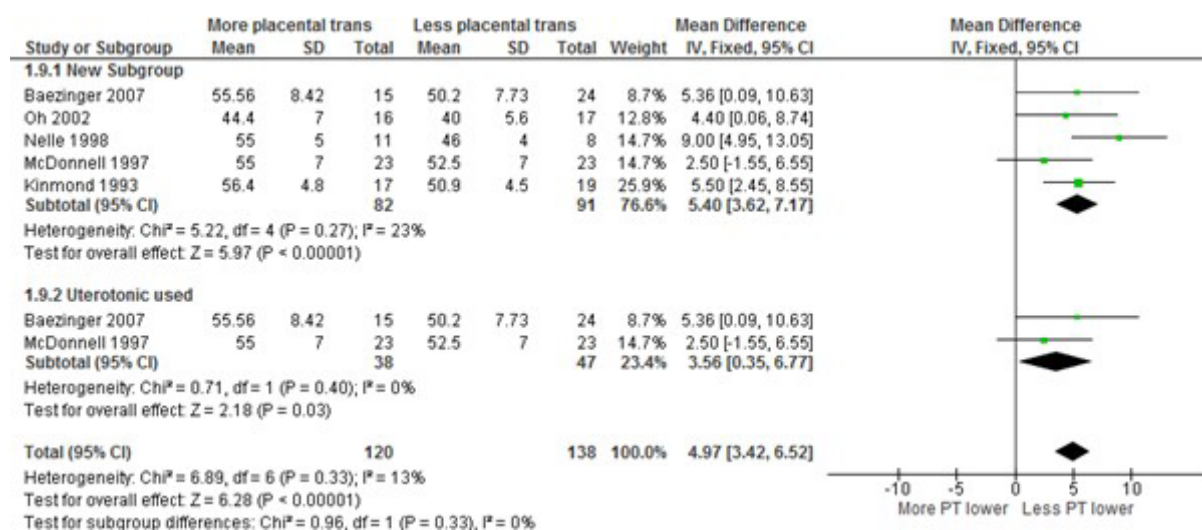 More placental trans Less placental trans Mean Difference Mean Difference
Study or Subgroup Mean SD Total Mean SD Total Weight IV, Fixed, 95% CI IV, Fixed, 95% CI
1.9.1 New Subgroup
Baezinger 2007 55.56 8.42 15 50.2 7.73 24 8.7% 5.36 [0.09, 10.63]
Oh 2002 44.4 7 16 40 5.6 17 12.8% 4.40 [0.06, 8.74]
Nelle 1998 55 5 11 46 4 8 14.7% 9.00 [4.95, 13.05]
McDonnell 1997 55 7 23 52.5 7 23 14.7% 2.50 [-1.55, 6.55]
Kinmond 1993 56.4 4.8 17 50.9 4.5 19 25.9% 5.50 [2.45, 8.55]
Subtotal (95% CI) 82 91 76.6% 5.40 [3.62, 7.17]
Heterogeneity: Chi² = 5.22, df = 4 (P = 0.27); I² = 23%
Test for overall effect: Z = 5.97 (P < 0.00001)
1.9.2 Uterotonic used
Baezinger 2007 55.56 8.42 15 50.2 7.73 24 8.7% 5.36 [0.09, 10.63]
McDonnell 1997 55 7 23 52.5 7 23 14.7% 2.50 [-1.55, 6.55]
Subtotal (95% CI) 38 47 23.4% 3.56 [0.35, 6.77]
Heterogeneity: Chi² = 0.71, df = 1 (P = 0.40); I² = 0%
Test for overall effect: Z = 2.18 (P = 0.03)
Total (95% CI) 120 138 100.0% 4.97 [3.42, 6.52]
Heterogeneity: Chi² = 6.89, df = 6 (P = 0.33); I² = 13%
Test for overall effect: Z = 6.28 (P < 0.00001)
Test for subgroup differences: Chi² = 0.96, df = 1 (P = 0.33), I² = 0%
-10 -5 0 5 10
More PT lower Less PT lower